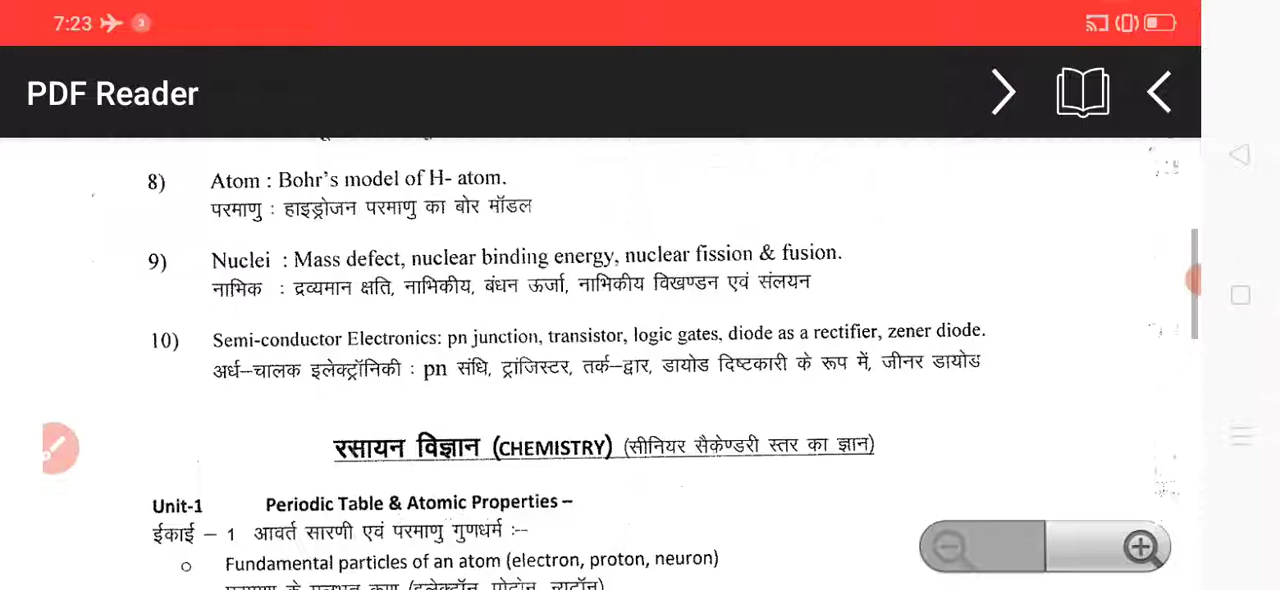 7:23 3
PDF Reader
8) Atom : Bohr's model of H- atom.
परमाणु : हाइड्रोजन परमाणु का बोर मॉडल
9) Nuclei : Mass defect, nuclear binding energy, nuclear fission & fusion.
नाभिक : द्रव्यमान क्षति, नाभिकीय, बंधन ऊर्जा, नाभिकीय विखण्डन एवं संलयन
10) Semi-conductor Electronics: pn junction, transistor, logic gates, diode as a rectifier, zener diode.
अर्ध–चालक इलेक्ट्रॉनिकी : pn संधि, ट्रांजिस्टर, तर्क–द्वार, डायोड दिष्टकारी के रूप में, जीनर डायोड
रसायन विज्ञान (CHEMISTRY) (सीनियर सैकेण्डरी स्तर का ज्ञान)
Unit-1 Periodic Table & Atomic Properties –
ईकाई – 1 आवर्त सारणी एवं परमाणु गुणधर्म :–
o Fundamental particles of an atom (electron, proton, neuron)